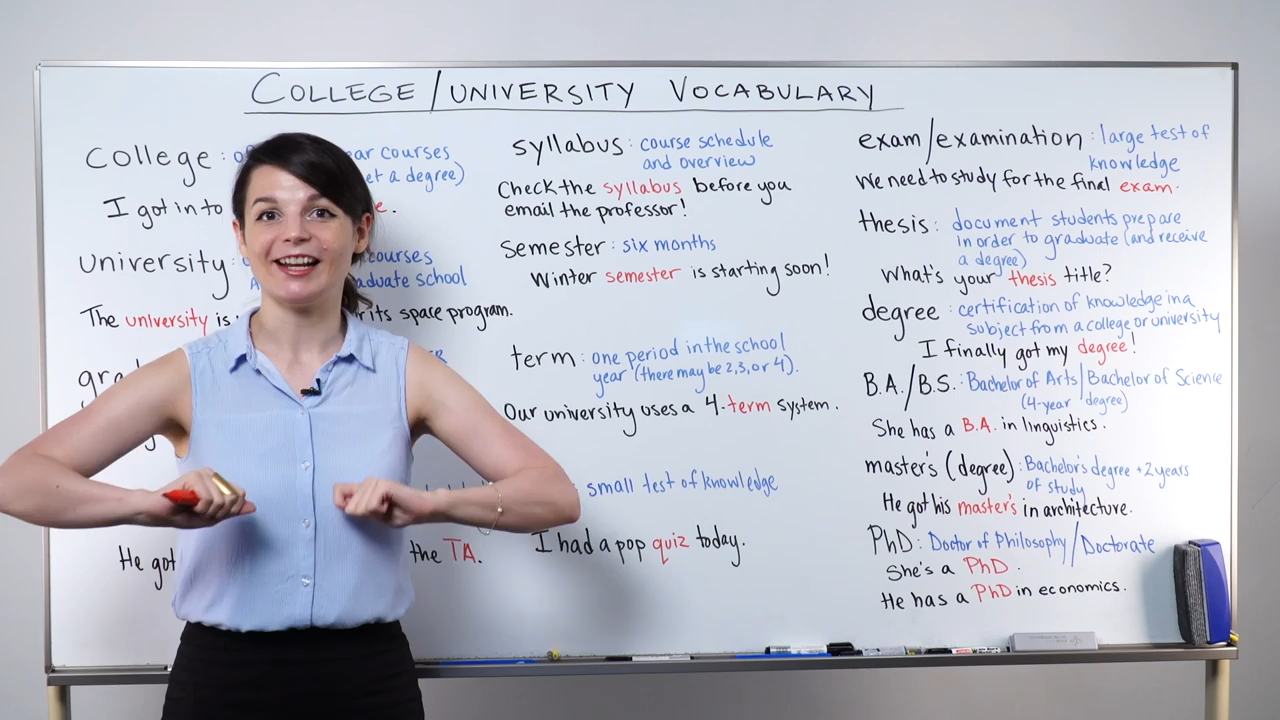 COLLEGE/UNIVERSITY VOCABULARY
college: ear courses
et a degree)
I got in to e.
university: courses
aduate school
The university is its space program.
gra
He got the TA.
syllabus: course schedule
and overview
Check the syllabus before you
email the professor!
semester: six months
Winter semester is starting soon!
term: one period in the school
year (there may be 2,3, or 4).
Our university uses a 4-term system.
small test of knowledge
I had a pop quiz today.
exam/examination: large test of
knowledge
We need to study for the final exam.
thesis: document students prepare
in order to graduate (and receive
a degree)
What's your thesis title?
degree: certification of knowledge in a
subject from a college or university
I finally got my degree!
B.A./B.S.: Bachelor of Arts/Bachelor of Science
(4-year degree)
She has a B.A. in linguistics.
master's (degree): Bachelor's degree + 2 years
of study
He got his master's in architecture.
PhD: Doctor of Philosophy/Doctorate
She's a PhD.
He has a PhD in economics.